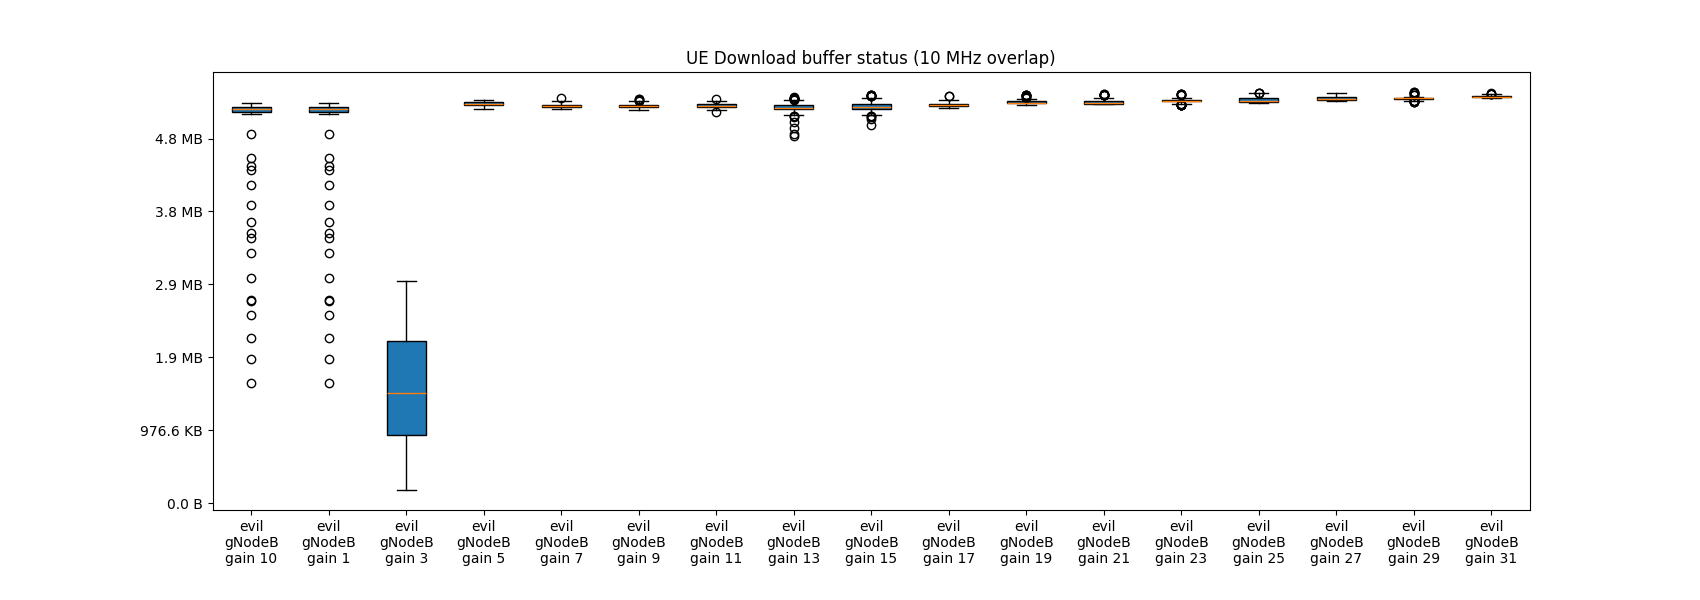 UE Download buffer status (10 MHz overlap)
4.8 MB
3.8 MB
2.9 MB
1.9 MB
976.6 KB
0.0 B
evil
gNodeB
gain 10
evil
gNodeB
gain 1
evil
gNodeB
gain 3
evil
gNodeB
gain 5
evil
gNodeB
gain 7
evil
gNodeB
gain 9
evil
gNodeB
gain 11
evil
gNodeB
gain 13
evil
gNodeB
gain 15
evil
gNodeB
gain 17
evil
gNodeB
gain 19
evil
gNodeB
gain 21
evil
gNodeB
gain 23
evil
gNodeB
gain 25
evil
gNodeB
gain 27
evil
gNodeB
gain 29
evil
gNodeB
gain 31